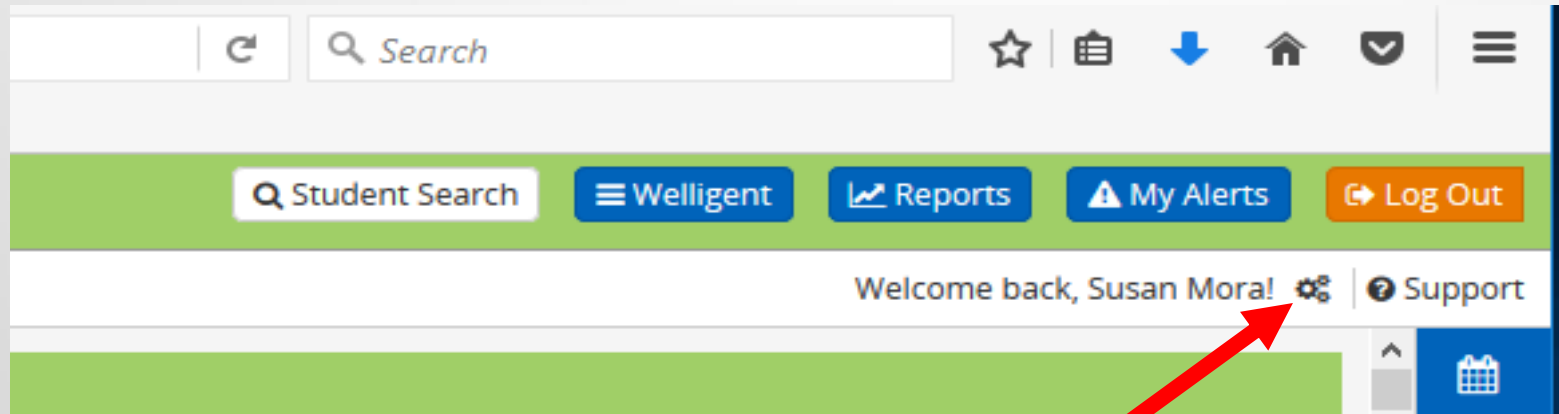 Search
Student Search Welligent Reports My Alerts Log Out
Welcome back, Susan Mora! Support